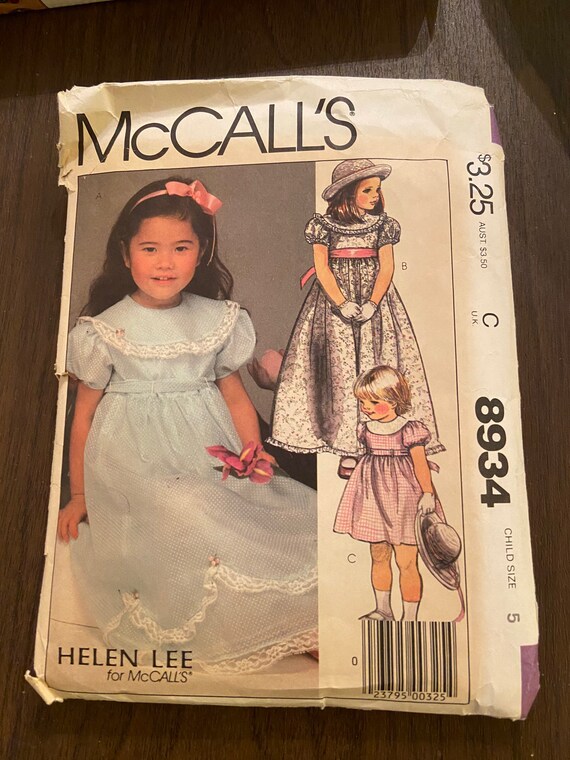 McCALL'S®
$3.25
AUST $3.50
U.K. C
8934
CHILD SIZE 5
A
B
C
HELEN LEE
for McCALL'S®
0
23795 00325